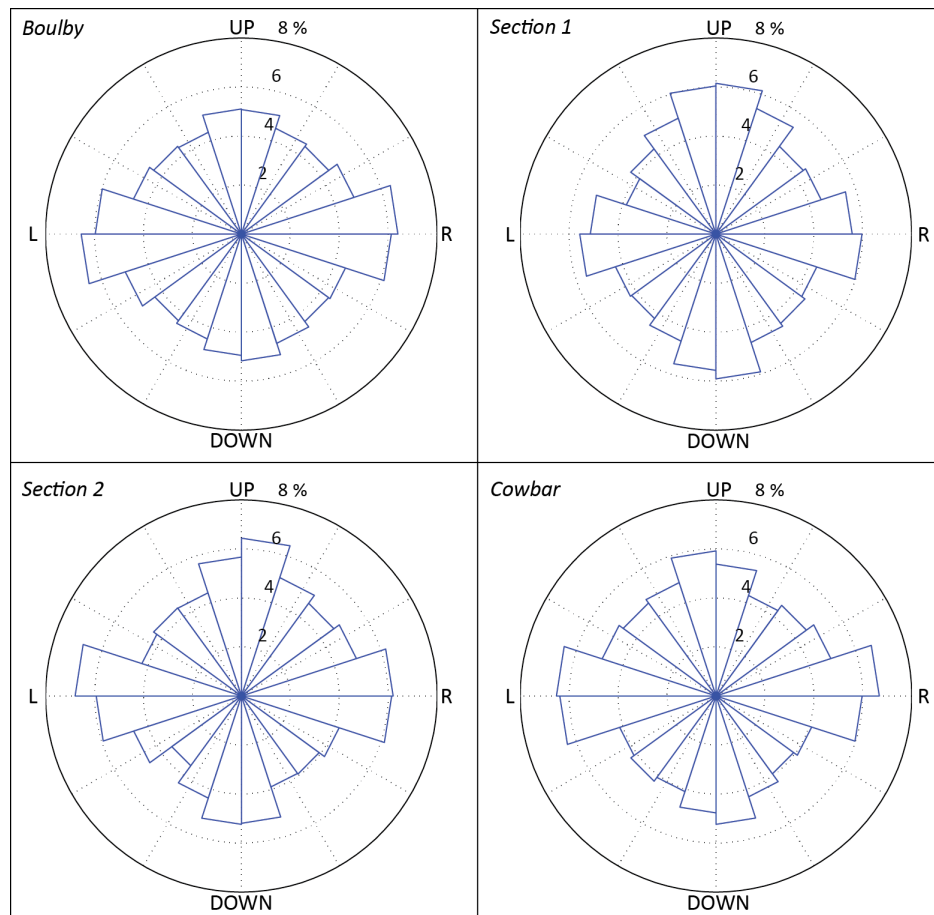 Boulby
UP 8 %
6
4
2
L
R
DOWN
Section 1
UP 8 %
6
4
2
L
R
DOWN
Section 2
UP 8 %
6
4
2
L
R
DOWN
Cowbar
UP 8 %
6
4
2
L
R
DOWN